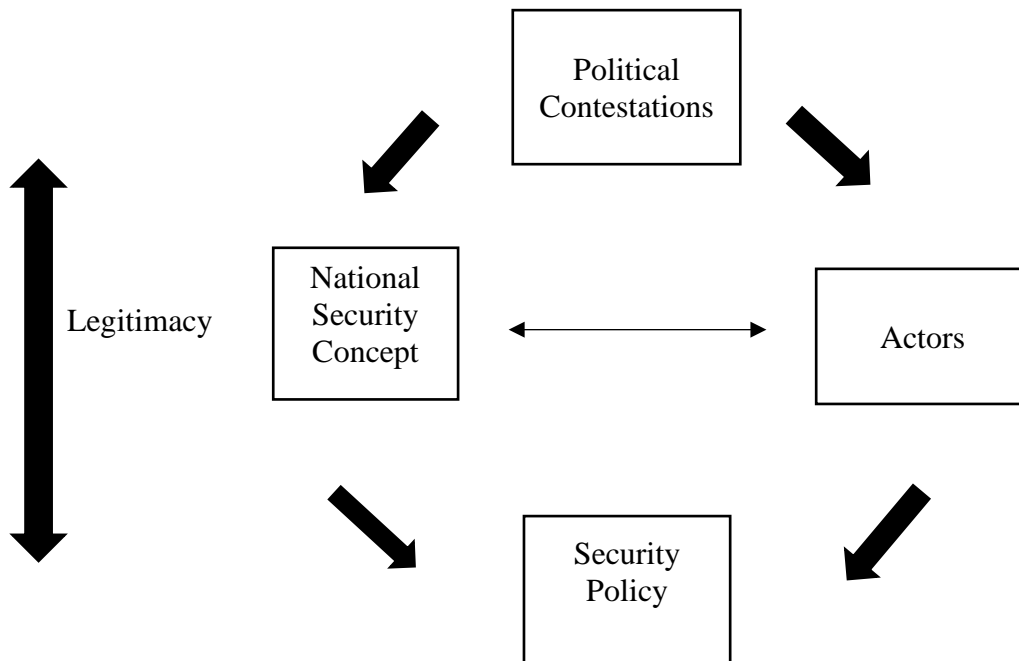 Political
Contestations
Legitimacy
National
Security
Concept
Actors
Security
Policy